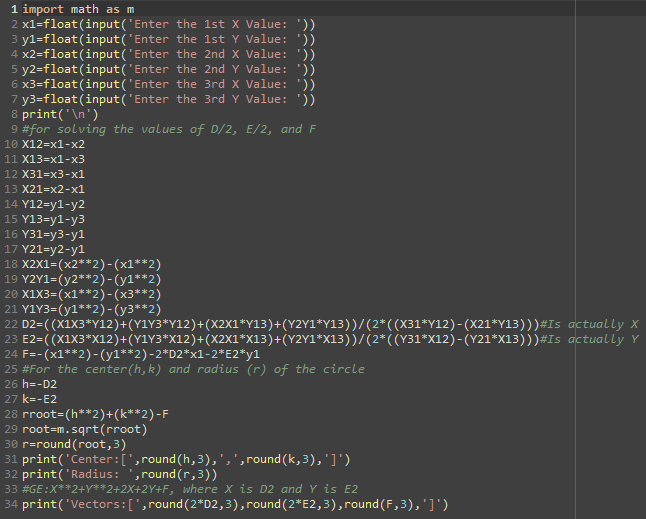 1 import math as m
2 x1=float(input('Enter the 1st X Value: '))
3 y1=float(input('Enter the 1st Y Value: '))
4 x2=float(input('Enter the 2nd X Value: '))
5 y2=float(input('Enter the 2nd Y Value: '))
6 x3=float(input('Enter the 3rd X Value: '))
7 y3=float(input('Enter the 3rd Y Value: '))
8 print('\n')
9 #for solving the values of D/2, E/2, and F
10 X12=x1-x2
11 X13=x1-x3
12 X31=x3-x1
13 X21=x2-x1
14 Y12=y1-y2
15 Y13=y1-y3
16 Y31=y3-y1
17 Y21=y2-y1
18 X2X1=(x2**2)-(x1**2)
19 Y2Y1=(y2**2)-(y1**2)
20 X1X3=(x1**2)-(x3**2)
21 Y1Y3=(y1**2)-(y3**2)
22 D2=((X1X3*Y12)+(Y1Y3*Y12)+(X2X1*Y13)+(Y2Y1*Y13))/(2*((X31*Y12)-(X21*Y13)))#Is actually X
23 E2=((X1X3*X12)+(Y1Y3*X12)+(X2X1*X13)+(Y2Y1*X13))/(2*((Y31*X12)-(Y21*X13)))#Is actually Y
24 F=-(x1**2)-(y1**2)-2*D2*x1-2*E2*y1
25 #For the center(h,k) and radius (r) of the circle
26 h=-D2
27 k=-E2
28 rroot=(h**2)+(k**2)-F
29 root=m.sqrt(rroot)
30 r=round(root,3)
31 print('Center:[',round(h,3),',',round(k,3),']')
32 print('Radius: ',round(r,3))
33 #GE:X**2+Y**2+2X+2Y+F, where X is D2 and Y is E2
34 print('Vectors:[',round(2*D2,3),round(2*E2,3),round(F,3),']')